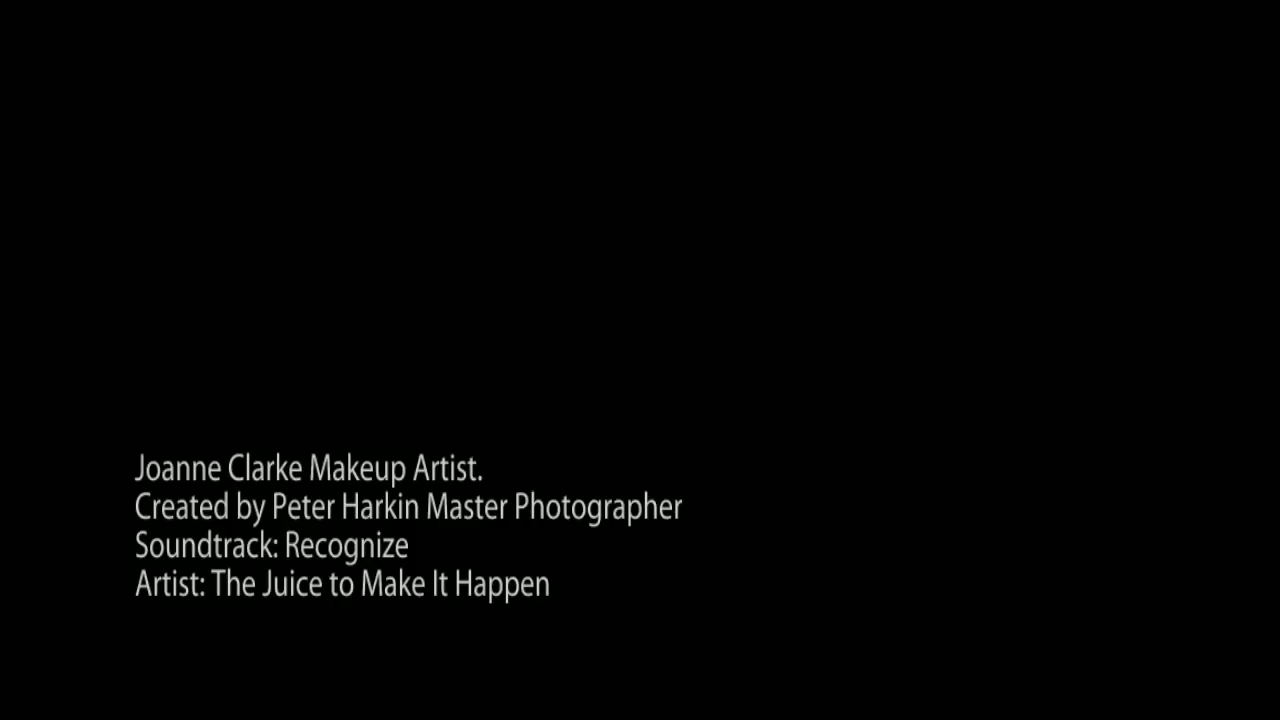 Joanne Clarke Makeup Artist.
Created by Peter Harkin Master Photographer
Soundtrack: Recognize
Artist: The Juice to Make It Happen